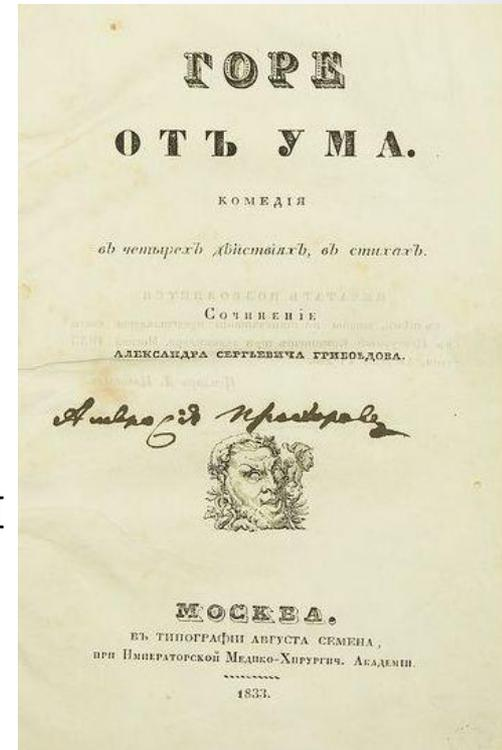 ГОРЕ
ОТЪ УМА.
КОМЕДІЯ
въ четырехъ дѣйствіяхъ, въ стихахъ.
Сочиненіе
АЛЕКСАНДРА СЕРГѢЕВИЧА ГРИБОѢДОВА.
МОСКВА.
ВЪ ТИПОГРАФІИ АВГУСТА СЕМЕНА,
ПРИ ИМПЕРАТОРСКОЙ МЕДИКО-ХИРУРГИЧ. АКАДЕМІИ.
1833.